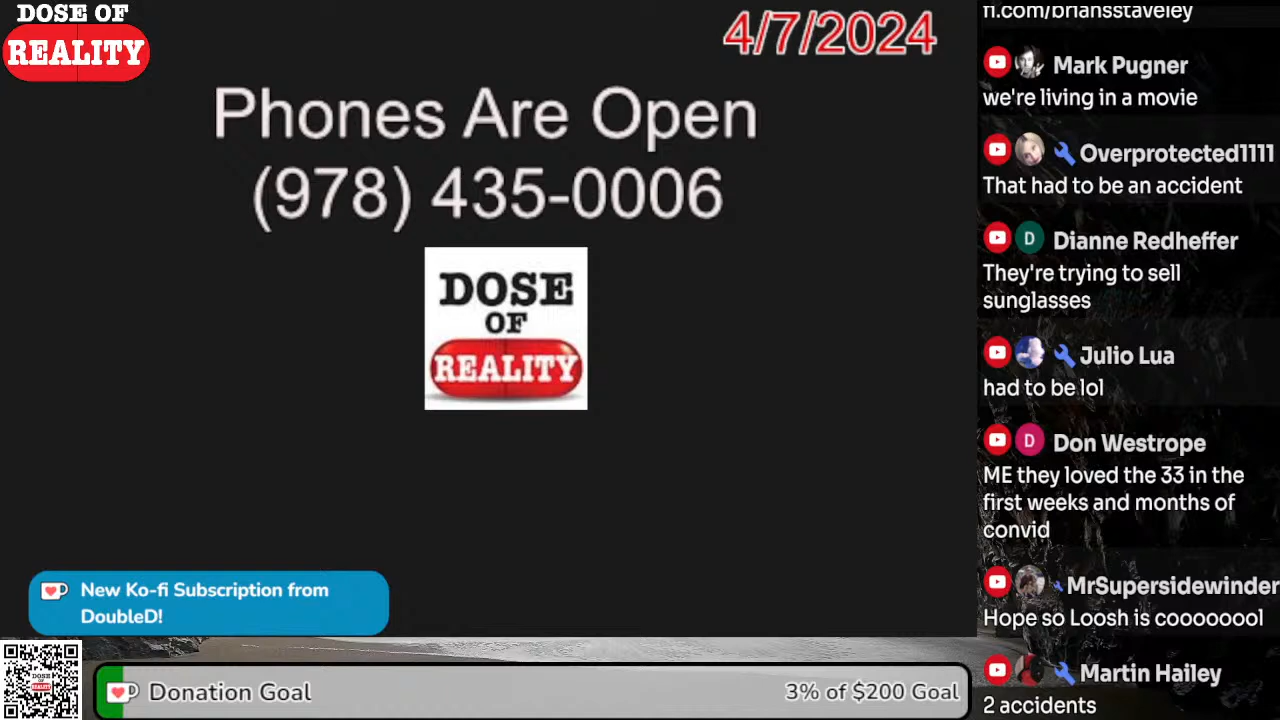 DOSE OF
REALITY
4/7/2024
Phones Are Open
(978) 435-0006
DOSE
OF
REALITY
New Ko-fi Subscription from
DoubleD!
Donation Goal
3% of $200 Goal
fi.com/briansstaveley
Mark Pugner
we're living in a movie
Overprotected1111
That had to be an accident
D
Dianne Redheffer
They're trying to sell
sunglasses
Julio Lua
had to be lol
D
Don Westrope
ME they loved the 33 in the
first weeks and months of
convid
MrSupersidewinder
Hope so Loosh is coooooool
Martin Hailey
2 accidents